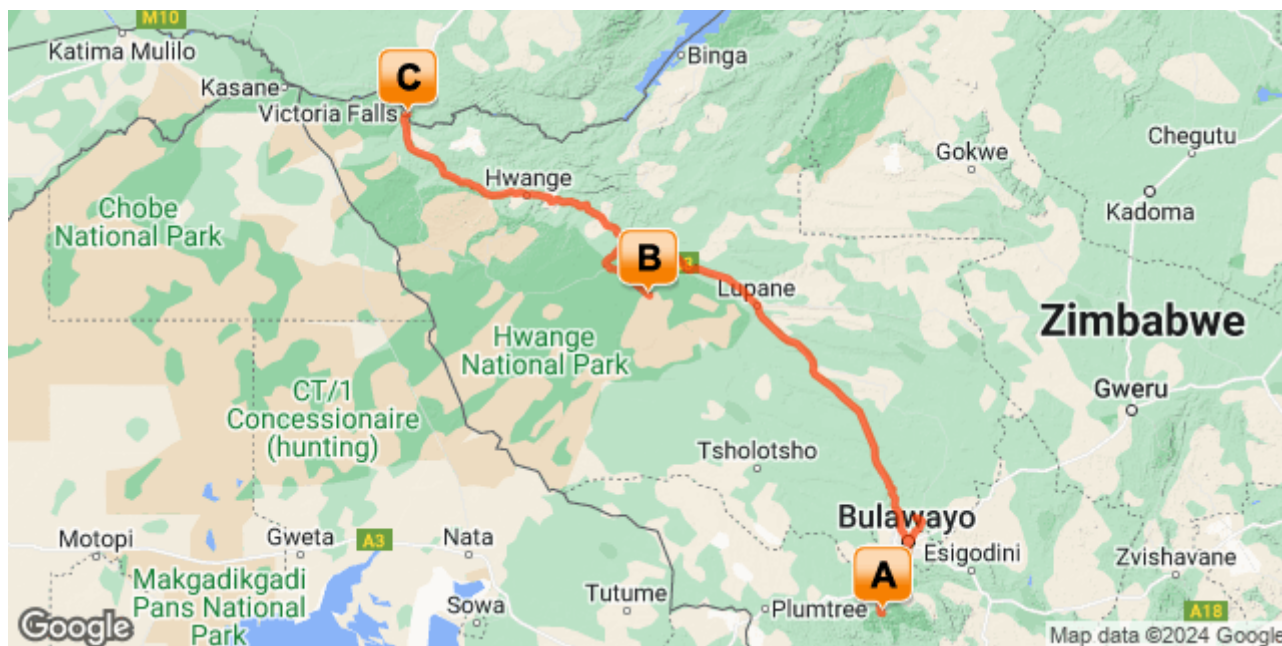 M10
Katima Mulilo
Kasane
C
Victoria Falls
Binga
Chegutu
Gokwe
Hwange
Kadoma
Chobe
National Park
B
3
Lupane
Zimbabwe
Hwange
National Park
CT/1
Concessionaire
(hunting)
Gweru
Tsholotsho
Bulawayo
Motopi
Gweta
A3
Nata
Esigodini
Zvishavane
A
Makgadikgadi
Pans National
Park
Sowa
Tutume
Plumtree
A18
Google
Map data ©2024 Google